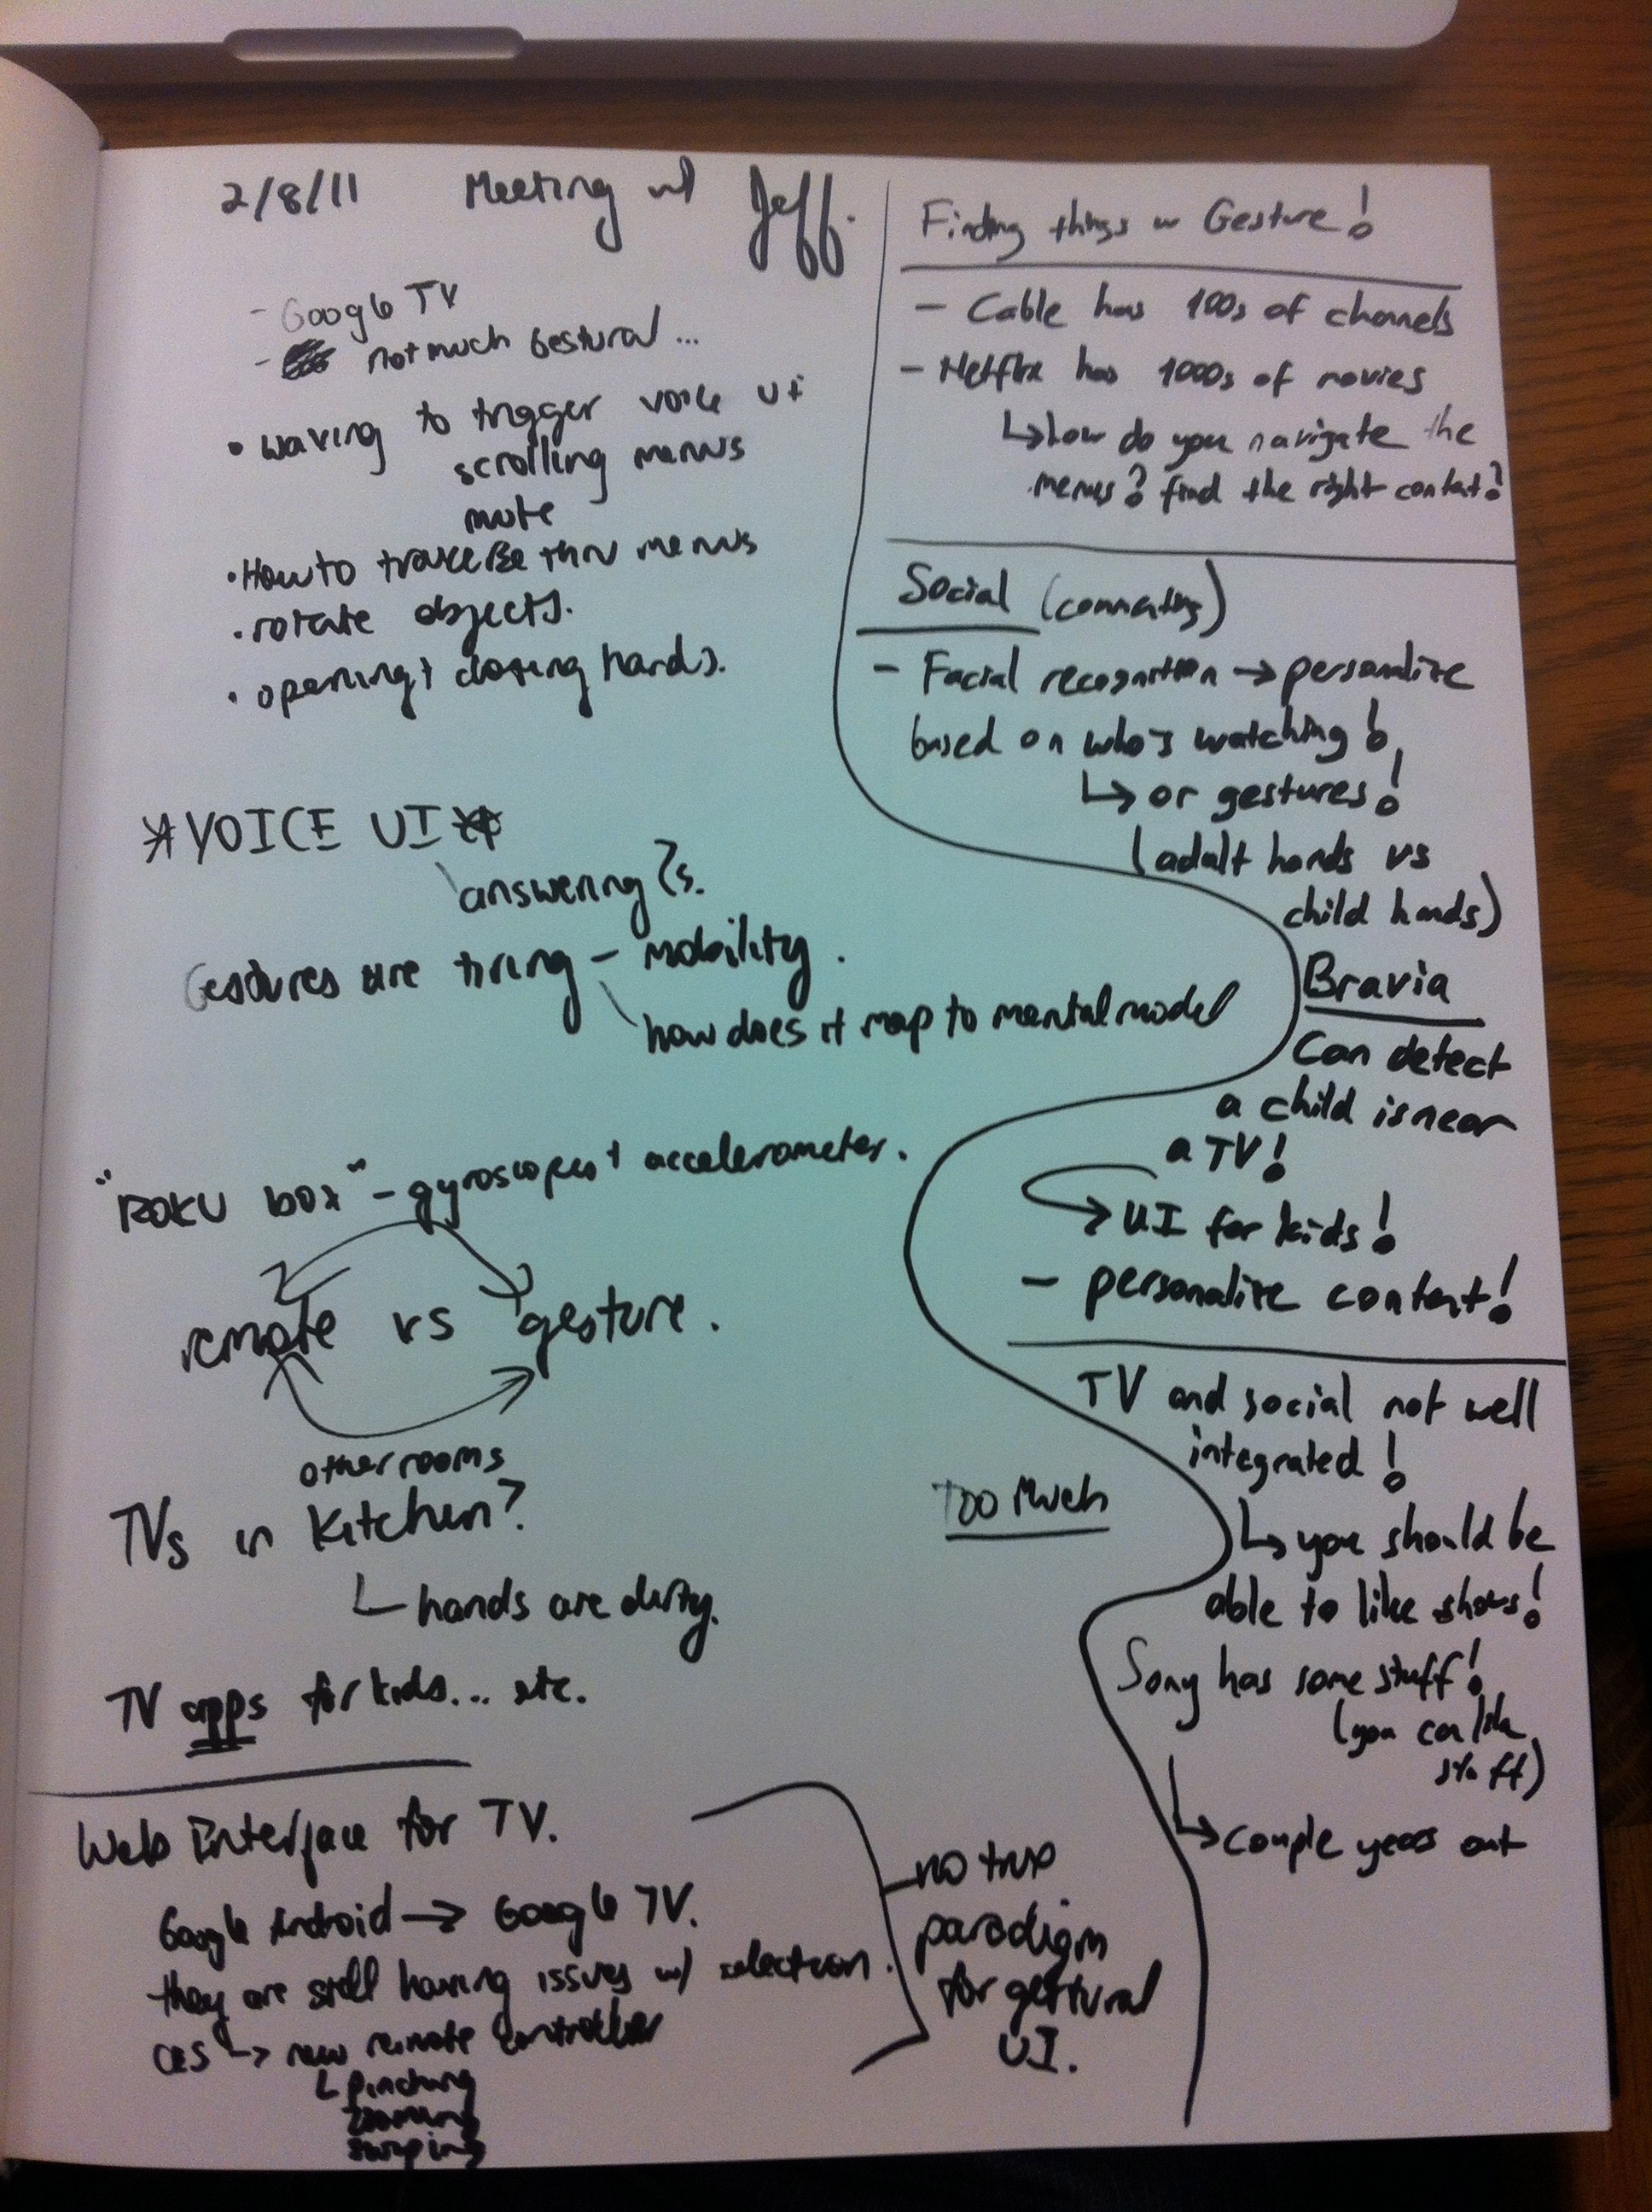 2/8/11 Meeting w/ Jeff.
- Google TV
- not much Gestural...
• waving to trigger voice UI
scrolling menus
mute
• How to traverse thru menus
• rotate objects.
• opening + closing hands.
*VOICE UI*
answering ?s.
Gestures are tiring - mobility.
how does it map to mental model
"ROKU box" - gyroscopes + accelerometer.
remote vs gesture.
other rooms
TVs in Kitchen?
hands are dirty.
TV apps for kids... etc.
Web Interface for TV.
Google Android → Google TV.
they are still having issues w/ selection.
CES → new remote controller
pinching
zooming
swiping
no true
paradigm
for gestural
UI.
Too Much
Finding things w Gesture!
- Cable has 100s of channels
- Netflix has 1000s of movies
↳ how do you navigate the
menus? find the right content?
Social (connecting)
- Facial recognition → personalize
based on who's watching!
↳ or gestures!
(adult hands vs
child hands)
Bravia
Can detect
a child is near
a TV!
→ UI for kids!
- personalize content!
TV and social not well
integrated!
↳ you should be
able to like shows!
Sony has some stuff!
(you can like
stuff)
↳ couple years out